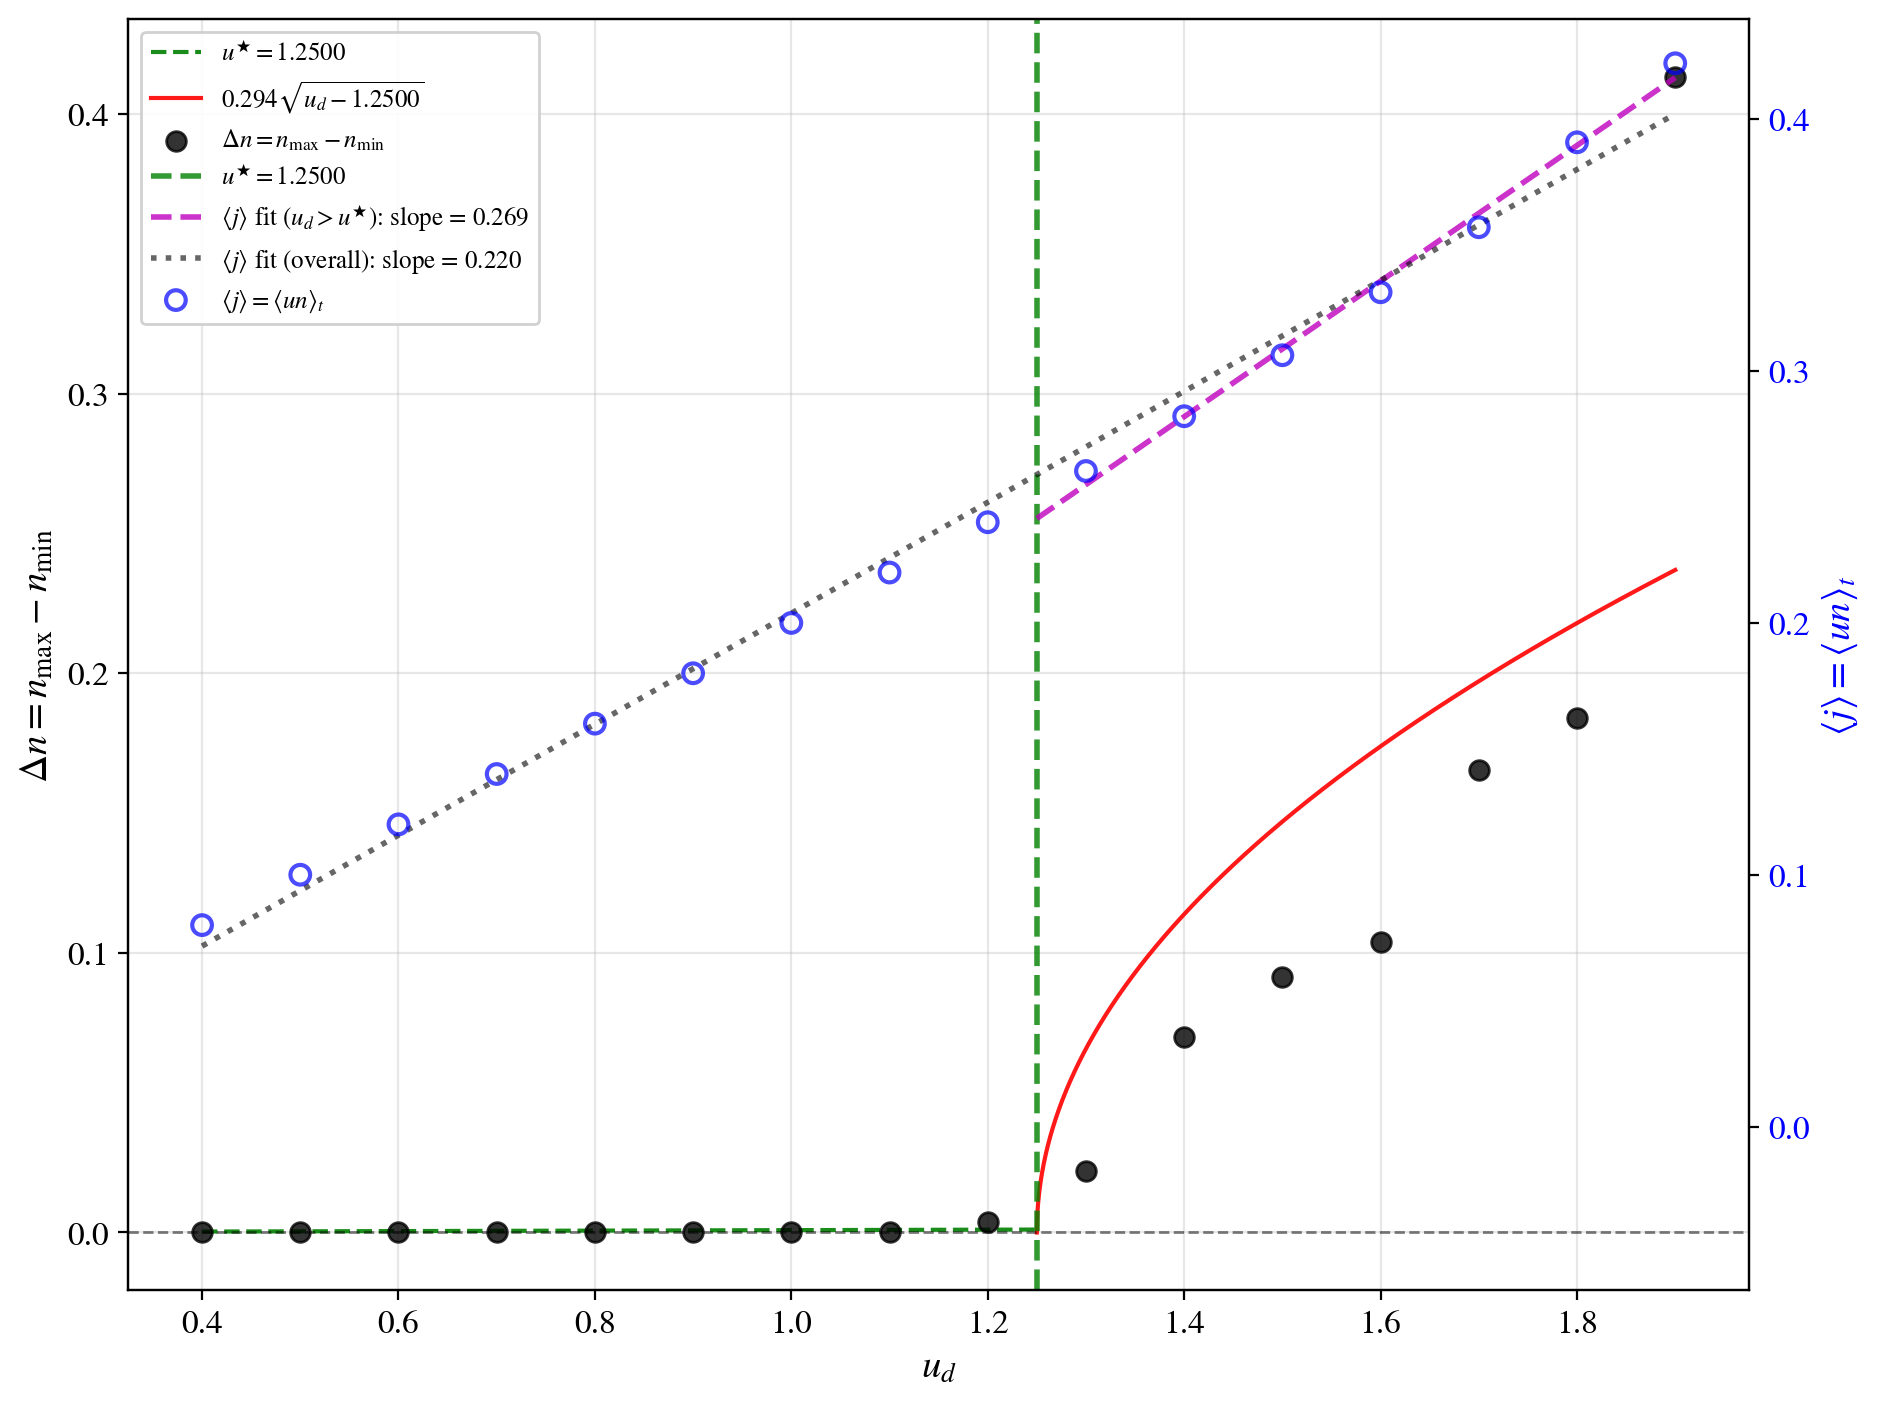 u★ = 1.2500
0.294√(u_d − 1.2500)
Δn = n_max − n_min
u★ = 1.2500
⟨j⟩ fit (u_d > u★): slope = 0.269
⟨j⟩ fit (overall): slope = 0.220
⟨j⟩ = ⟨un⟩_t
0.4
0.3
0.2
0.1
0.0
Δn = n_max − n_min
0.4
0.3
0.2
0.1
0.0
⟨j⟩ = ⟨un⟩_t
0.4 0.6 0.8 1.0 1.2 1.4 1.6 1.8
u_d